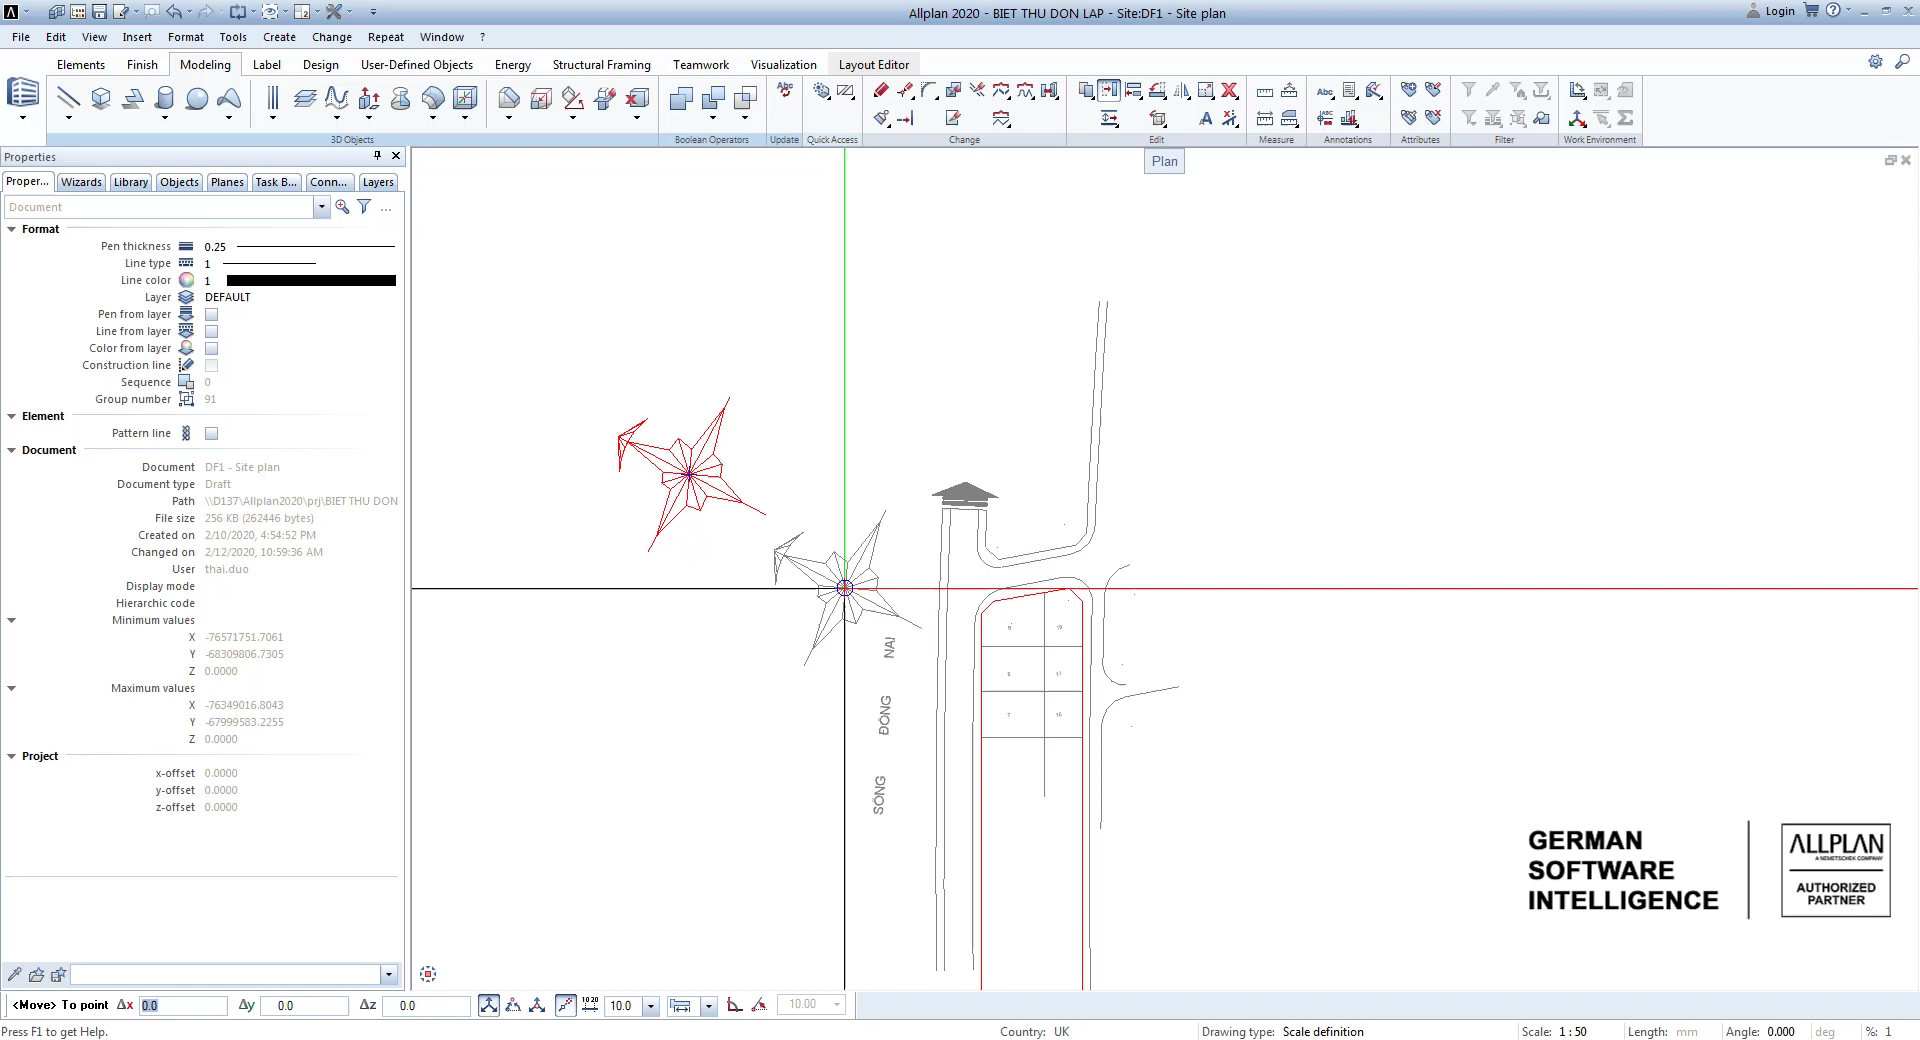 Allplan 2020 - BIET THU DON LAP - Site:DF1 - Site plan
Login
File Edit View Insert Format Tools Create Change Repeat Window ?
Elements Finish Modeling Label Design User-Defined Objects Energy Structural Framing Teamwork Visualization Layout Editor
3D Objects Boolean Operators Update Quick Access Change Edit Measure Annotations Attributes Filter Work Environment
Properties
Plan
Proper... Wizards Library Objects Planes Task B... Conn... Layers
Document
Format
Pen thickness 0.25
Line type 1
Line color 1
Layer DEFAULT
Pen from layer
Line from layer
Color from layer
Construction line
Sequence 0
Group number 91
Element
Pattern line
Document
Document DF1 - Site plan
Document type Draft
Path \\D137\Allplan2020\prj\BIET THU DON
File size 256 KB (262446 bytes)
Created on 2/10/2020, 4:54:52 PM
Changed on 2/12/2020, 10:59:36 AM
User thai.duo
Display mode
Hierarchic code
Minimum values
X -76571751.7061
Y -68309806.7305
Z 0.0000
Maximum values
X -76349016.8043
Y -67999583.2255
Z 0.0000
Project
x-offset 0.0000
y-offset 0.0000
z-offset 0.0000
SÔNG ĐỒNG NAI
GERMAN
SOFTWARE
INTELLIGENCE
ALLPLAN
A NEMETSCHEK COMPANY
AUTHORIZED
PARTNER
<Move> To point Δx 0.0 Δy 0.0 Δz 0.0 10.0 10.00
Press F1 to get Help. Country: UK Drawing type: Scale definition Scale: 1 : 50 Length: mm Angle: 0.000 deg %: 1